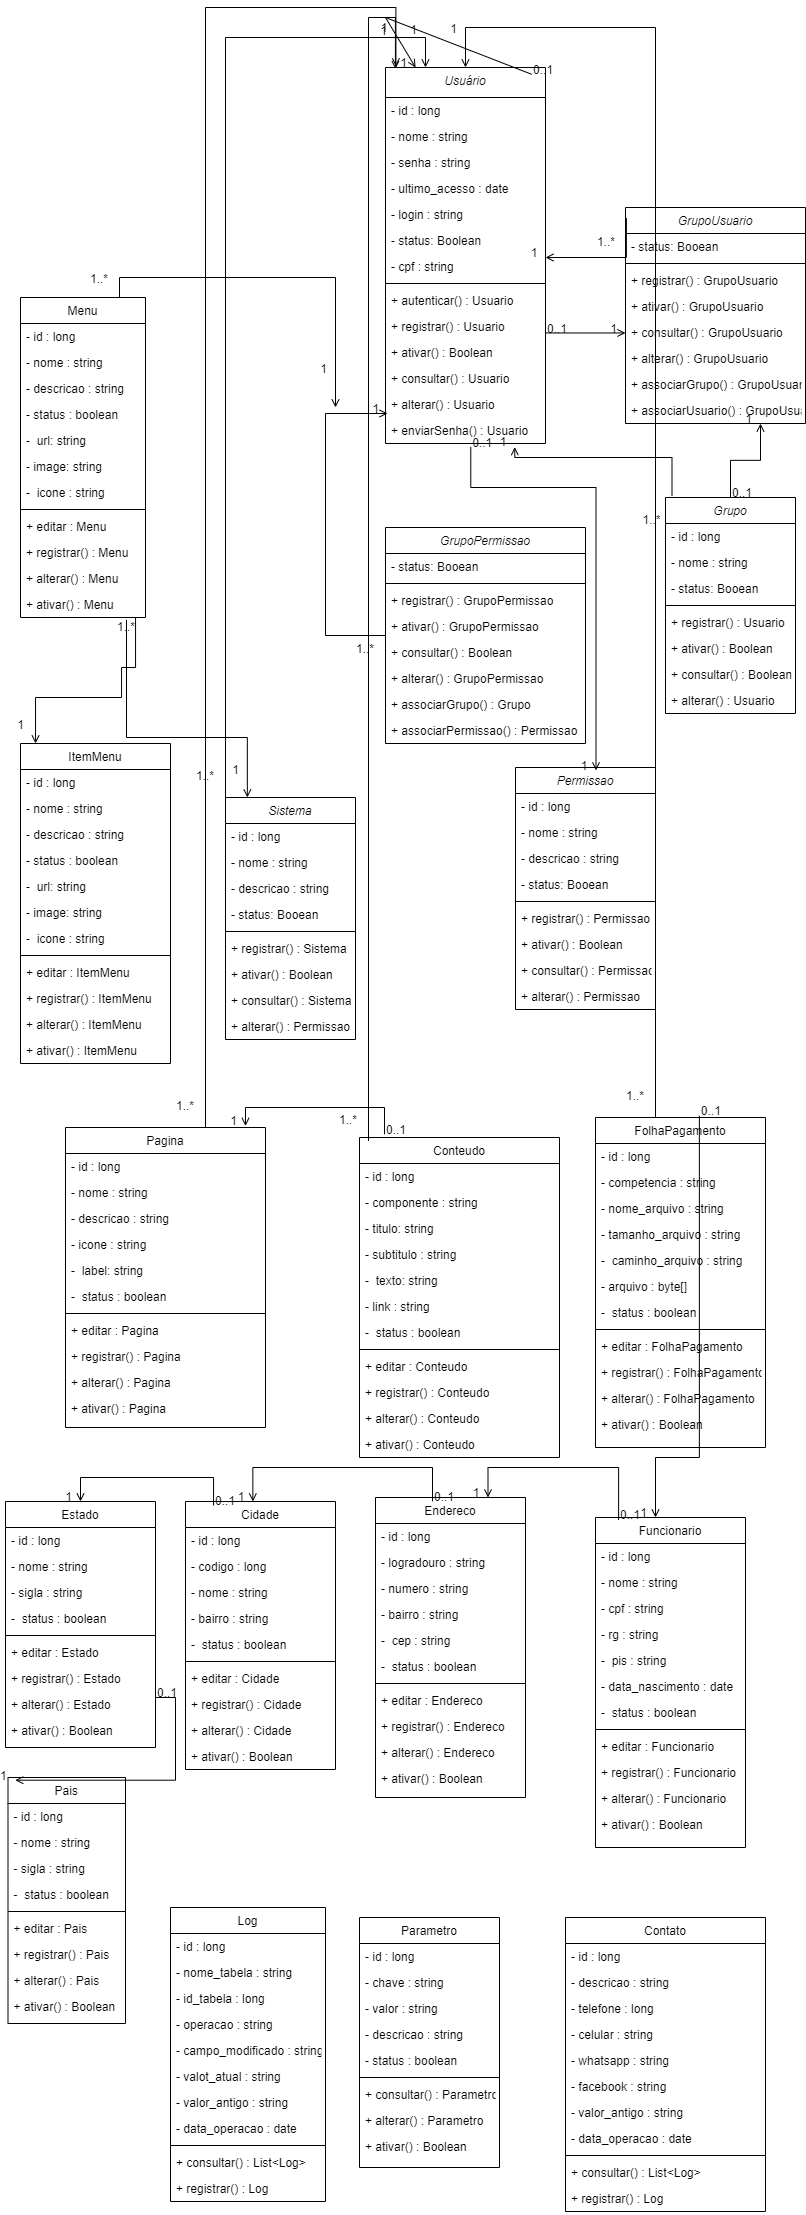 Usuário
- id : long
- nome : string
- senha : string
- ultimo_acesso : date
- login : string
- status: Boolean
- cpf : string
+ autenticar() : Usuario
+ registrar() : Usuario
+ ativar() : Boolean
+ consultar() : Usuario
+ alterar() : Usuario
+ enviarSenha() : Usuario
1
1
1
0..1
1
1..*
0..1
1
1
0..1
1
GrupoUsuario
- status: Booean
+ registrar() : GrupoUsuario
+ ativar() : GrupoUsuario
+ consultar() : GrupoUsuario
+ alterar() : GrupoUsuario
+ associarGrupo() : GrupoUsuar
+ associarUsuario() : GrupoUsua
1
0..1
1..*
Menu
- id : long
- nome : string
- descricao : string
- status : boolean
- url: string
- image: string
- icone : string
+ editar : Menu
+ registrar() : Menu
+ alterar() : Menu
+ ativar() : Menu
1..*
1
1..*
1
GrupoPermissao
- status: Booean
+ registrar() : GrupoPermissao
+ ativar() : GrupoPermissao
+ consultar() : Boolean
+ alterar() : GrupoPermissao
+ associarGrupo() : Grupo
+ associarPermissao() : Permissao
1..*
Grupo
- id : long
- nome : string
- status: Booean
+ registrar() : Usuario
+ ativar() : Boolean
+ consultar() : Boolean
+ alterar() : Usuario
ItemMenu
- id : long
- nome : string
- descricao : string
- status : boolean
- url: string
- image: string
- icone : string
+ editar : ItemMenu
+ registrar() : ItemMenu
+ alterar() : ItemMenu
+ ativar() : ItemMenu
1..*
1
Sistema
- id : long
- nome : string
- descricao : string
- status: Booean
+ registrar() : Sistema
+ ativar() : Boolean
+ consultar() : Sistema
+ alterar() : Permissao
1
Permissao
- id : long
- nome : string
- descricao : string
- status: Booean
+ registrar() : Permissao
+ ativar() : Boolean
+ consultar() : Permissac
+ alterar() : Permissao
1..*
1
Pagina
- id : long
- nome : string
- descricao : string
- icone : string
- label: string
- status : boolean
+ editar : Pagina
+ registrar() : Pagina
+ alterar() : Pagina
+ ativar() : Pagina
1..*
0..1
Conteudo
- id : long
- componente : string
- titulo: string
- subtitulo : string
- texto: string
- link : string
- status : boolean
+ editar : Conteudo
+ registrar() : Conteudo
+ alterar() : Conteudo
+ ativar() : Conteudo
1..*
0..1
FolhaPagamento
- id : long
- competencia : string
- nome_arquivo : string
- tamanho_arquivo : string
- caminho_arquivo : string
- arquivo : byte[]
- status : boolean
+ editar : FolhaPagamento
+ registrar() : FolhaPagamento
+ alterar() : FolhaPagamento
+ ativar() : Boolean
1
Estado
- id : long
- nome : string
- sigla : string
- status : boolean
+ editar : Estado
+ registrar() : Estado
+ alterar() : Estado
+ ativar() : Boolean
0..1
0..1
1
Cidade
- id : long
- codigo : long
- nome : string
- bairro : string
- status : boolean
+ editar : Cidade
+ registrar() : Cidade
+ alterar() : Cidade
+ ativar() : Boolean
0..1
1
Endereco
- id : long
- logradouro : string
- numero : string
- bairro : string
- cep : string
- status : boolean
+ editar : Endereco
+ registrar() : Endereco
+ alterar() : Endereco
+ ativar() : Boolean
0..1
1
Funcionario
- id : long
- nome : string
- cpf : string
- rg : string
- pis : string
- data_nascimento : date
- status : boolean
+ editar : Funcionario
+ registrar() : Funcionario
+ alterar() : Funcionario
+ ativar() : Boolean
1
Pais
- id : long
- nome : string
- sigla : string
- status : boolean
+ editar : Pais
+ registrar() : Pais
+ alterar() : Pais
+ ativar() : Boolean
Log
- id : long
- nome_tabela : string
- id_tabela : long
- operacao : string
- campo_modificado : string
- valot_atual : string
- valor_antigo : string
- data_operacao : date
+ consultar() : List<Log>
+ registrar() : Log
Parametro
- id : long
- chave : string
- valor : string
- descricao : string
- status : boolean
+ consultar() : Parametro
+ alterar() : Parametro
+ ativar() : Boolean
Contato
- id : long
- descricao : string
- telefone : long
- celular : string
- whatsapp : string
- facebook : string
- valor_antigo : string
- data_operacao : date
+ consultar() : List<Log>
+ registrar() : Log